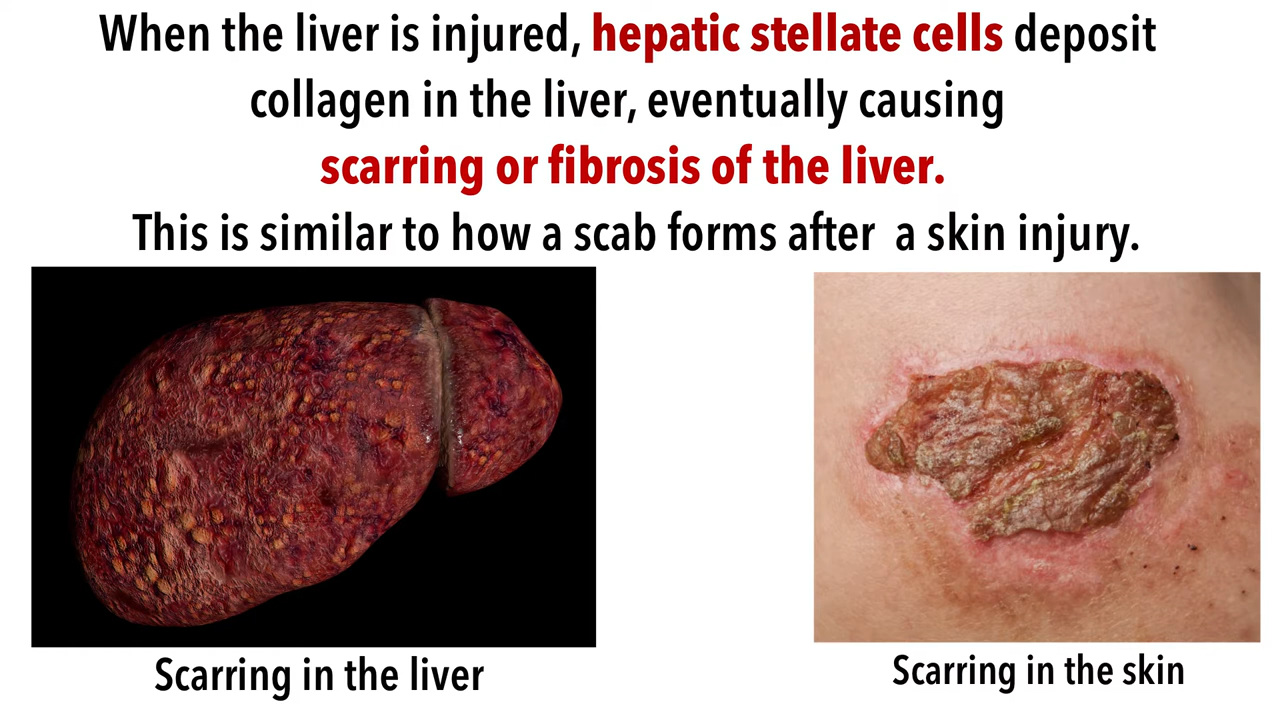 When the liver is injured, hepatic stellate cells deposit
collagen in the liver, eventually causing
scarring or fibrosis of the liver.
This is similar to how a scab forms after  a skin injury.
Scarring in the liver
Scarring in the skin